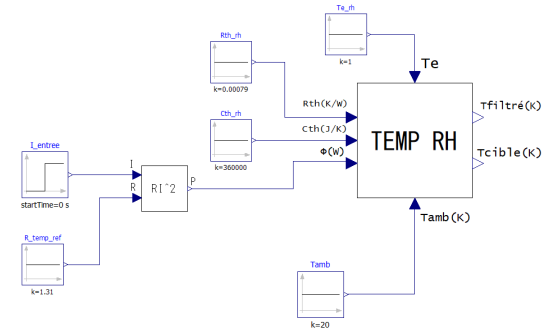 Te_rh
k=1
Te
Rth_rh
k=0.00079
Rth(K/W)
Tfiltré(K)
Cth_rh
k=360000
Cth(J/K)
TEMP RH
Φ(W)
Tcible(K)
I_entree
startTime=0 s
I
R
RI^2
P
R_temp_ref
k=1.31
Tamb(K)
Tamb
k=20